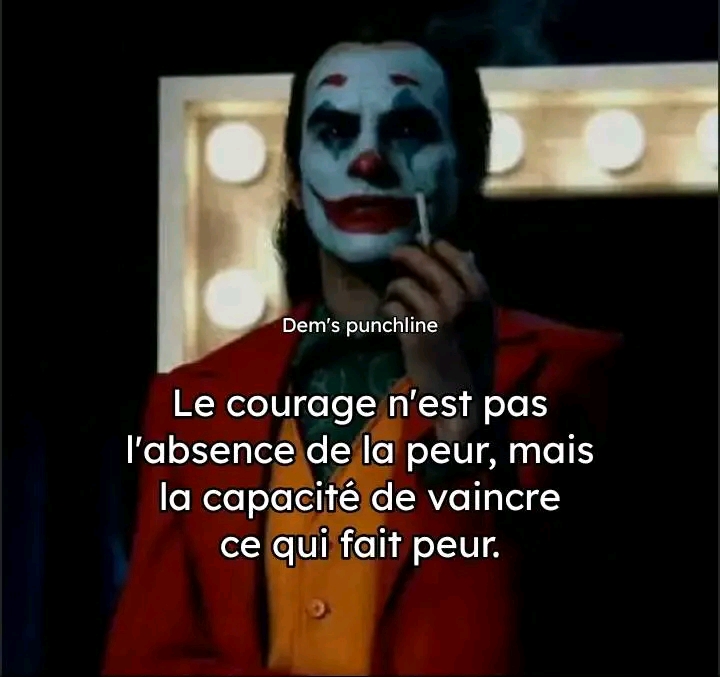 Dem's punchline
Le courage n'est pas
l'absence de la peur, mais
la capacité de vaincre
ce qui fait peur.